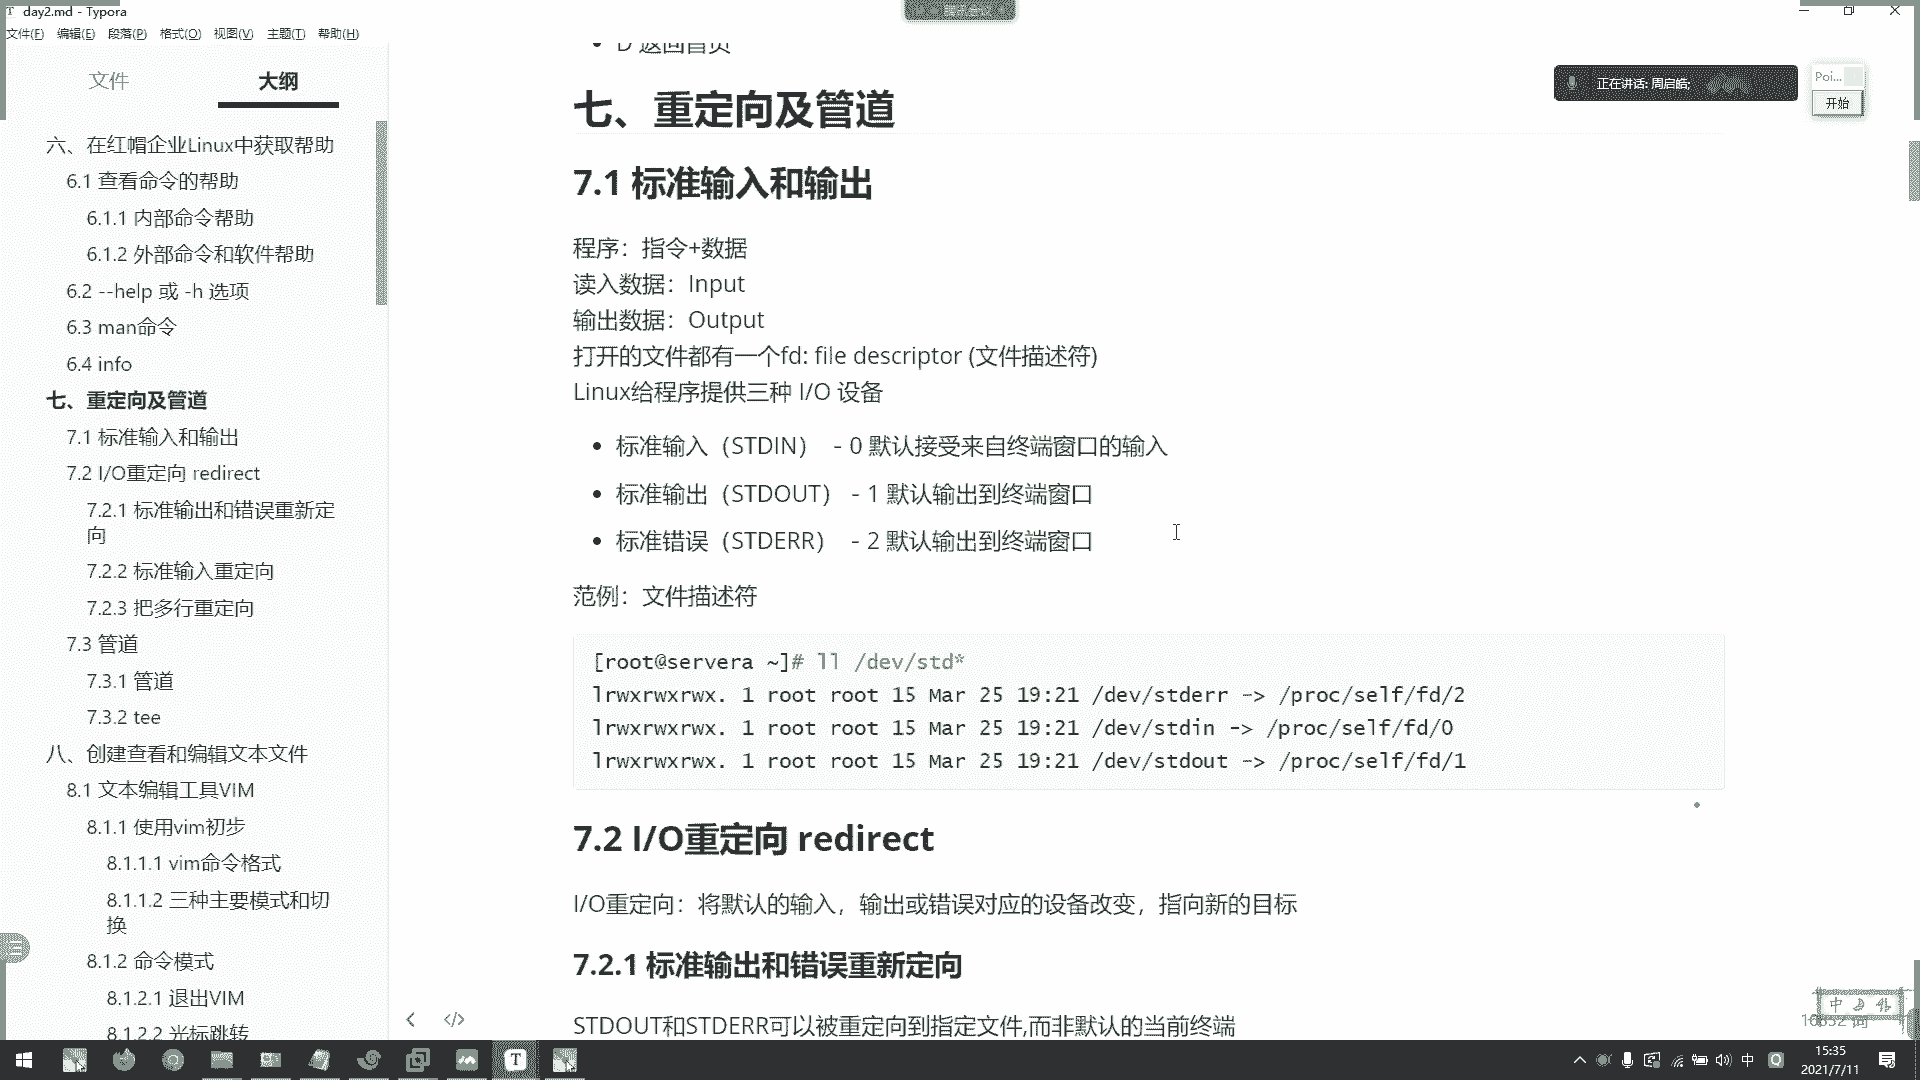 day2.md - Typora
文件(F) 编辑(E) 段落(P) 格式(O) 视图(V) 主题(T) 帮助(H)
文件 大纲
六、在红帽企业Linux中获取帮助
6.1 查看命令的帮助
6.1.1 内部命令帮助
6.1.2 外部命令和软件帮助
6.2 --help 或 -h 选项
6.3 man命令
6.4 info
七、重定向及管道
7.1 标准输入和输出
7.2 I/O重定向 redirect
7.2.1 标准输出和错误重新定
向
7.2.2 标准输入重定向
7.2.3 把多行重定向
7.3 管道
7.3.1 管道
7.3.2 tee
八、创建查看和编辑文本文件
8.1 文本编辑工具VIM
8.1.1 使用vim初步
8.1.1.1 vim命令格式
8.1.1.2 三种主要模式和切
换
8.1.2 命令模式
8.1.2.1 退出VIM
8.1.2.2 光标跳转
D 返回首页
七、重定向及管道
7.1 标准输入和输出
程序：指令+数据
读入数据：Input
输出数据：Output
打开的文件都有一个fd: file descriptor (文件描述符)
Linux给程序提供三种 I/O 设备
• 标准输入（STDIN） - 0 默认接受来自终端窗口的输入
• 标准输出（STDOUT） - 1 默认输出到终端窗口
• 标准错误（STDERR） - 2 默认输出到终端窗口
范例：文件描述符
[root@servera ~]# ll /dev/std*
lrwxrwxrwx. 1 root root 15 Mar 25 19:21 /dev/stderr -> /proc/self/fd/2
lrwxrwxrwx. 1 root root 15 Mar 25 19:21 /dev/stdin -> /proc/self/fd/0
lrwxrwxrwx. 1 root root 15 Mar 25 19:21 /dev/stdout -> /proc/self/fd/1
7.2 I/O重定向 redirect
I/O重定向：将默认的输入，输出或错误对应的设备改变，指向新的目标
7.2.1 标准输出和错误重新定向
STDOUT和STDERR可以被重定向到指定文件,而非默认的当前终端
正在讲话: 周启皓;
Poi...
开始
中
15:35
2021/7/11